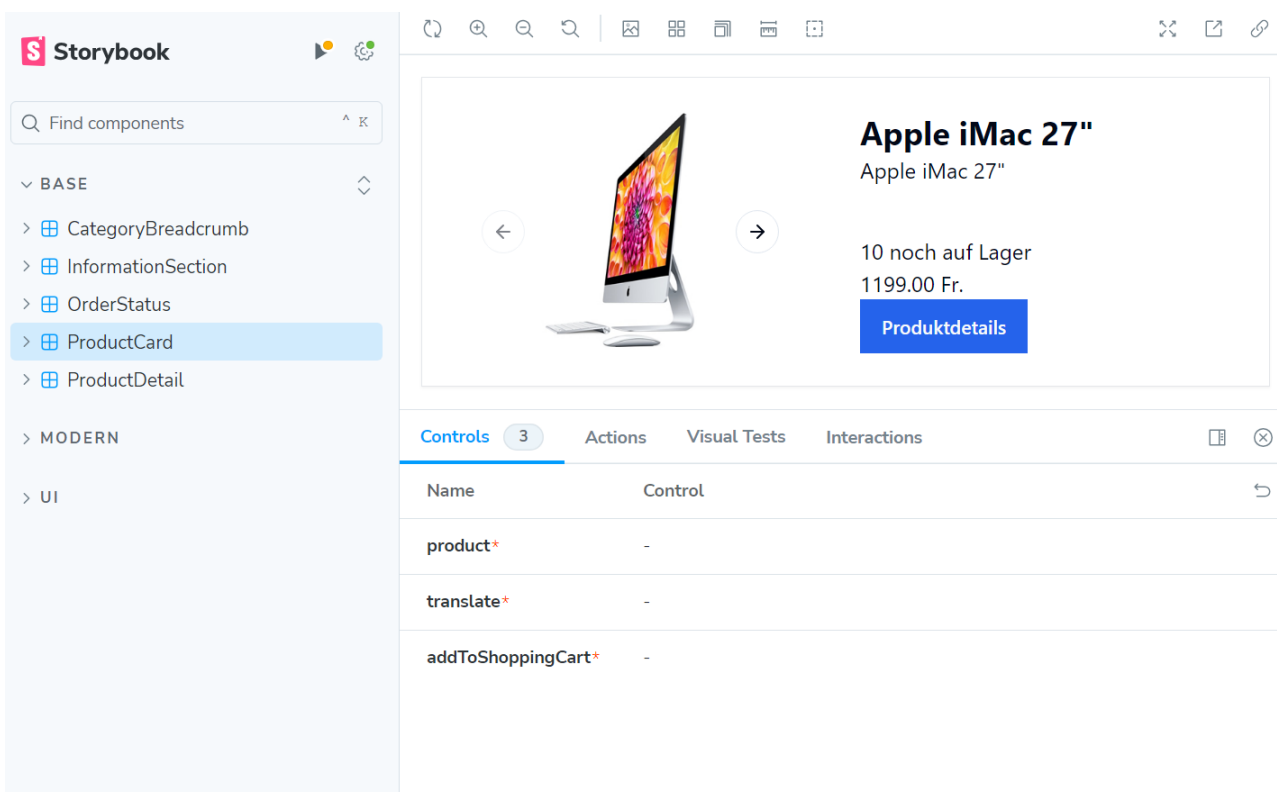 Storybook
Find components
^ K
BASE
CategoryBreadcrumb
InformationSection
OrderStatus
ProductCard
ProductDetail
MODERN
UI
Apple iMac 27"
Apple iMac 27"
10 noch auf Lager
1199.00 Fr.
Produktdetails
Controls 3 Actions Visual Tests Interactions
Name Control
product* -
translate* -
addToShoppingCart* -